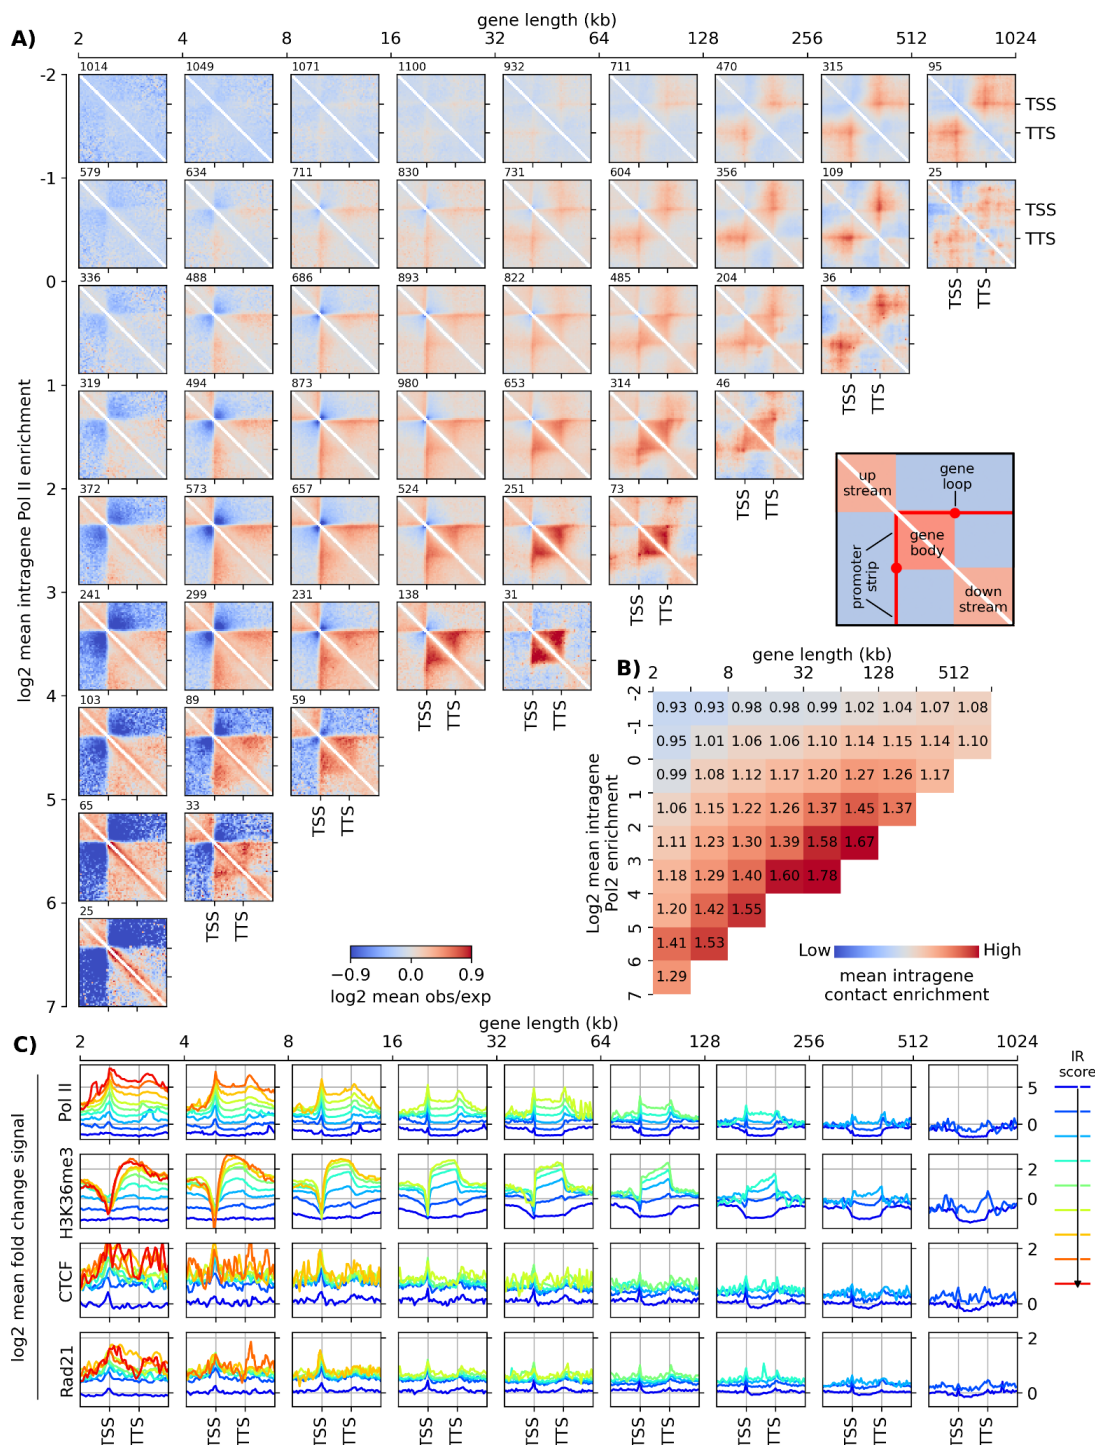 A)
gene length (kb)
2 4 8 16 32 64 128 256 512 1024
log2 mean intragene Pol II enrichment
-2
1014 1049 1071 1100 932 711 470 315 95
TSS
TTS
-1
579 634 711 830 731 604 356 109 25
TSS
TTS
0
336 488 686 893 822 485 204 36
TSS TTS
1
319 494 873 980 653 314 46
TSS TTS
2
372 573 657 524 251 73
TSS TTS
3
241 299 231 138 31
TSS TTS
4
103 89 59
TSS TTS TSS TTS
5
65 33
TSS TTS
6
25
TSS TTS
7
up stream
gene loop
gene body
promoter strip
down stream
−0.9 0.0 0.9
log2 mean obs/exp
B)
gene length (kb)
2 8 32 128 512
Log2 mean intragene
Pol2 enrichment
-2
0.93 0.93 0.98 0.98 0.99 1.02 1.04 1.07 1.08
-1
0.95 1.01 1.06 1.06 1.10 1.14 1.15 1.14 1.10
0
0.99 1.08 1.12 1.17 1.20 1.27 1.26 1.17
1
1.06 1.15 1.22 1.26 1.37 1.45 1.37
2
1.11 1.23 1.30 1.39 1.58 1.67
3
1.18 1.29 1.40 1.60 1.78
4
1.20 1.42 1.55
5
1.41 1.53
6
1.29
7
Low High
mean intragene
contact enrichment
C)
gene length (kb)
2 4 8 16 32 64 128 256 512 1024
IR
score
log2 mean fold change signal
Pol II
5
0
H3K36me3
2
0
CTCF
2
0
Rad21
2
0
TSS TTS TSS TTS TSS TTS TSS TTS TSS TTS TSS TTS TSS TTS TSS TTS TSS TTS